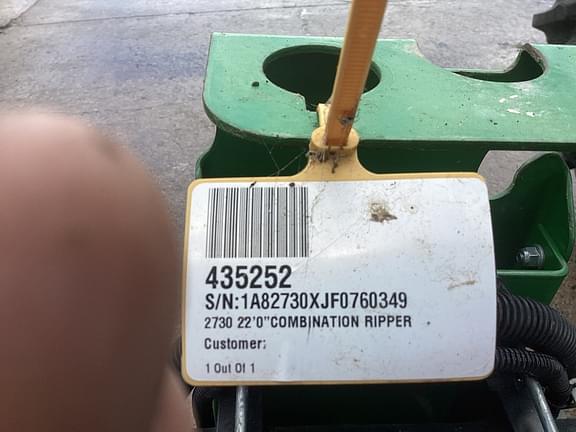 435252
S/N:1A82730XJF0760349
2730 22'0"COMBINATION RIPPER
Customer:
1 Out Of 1